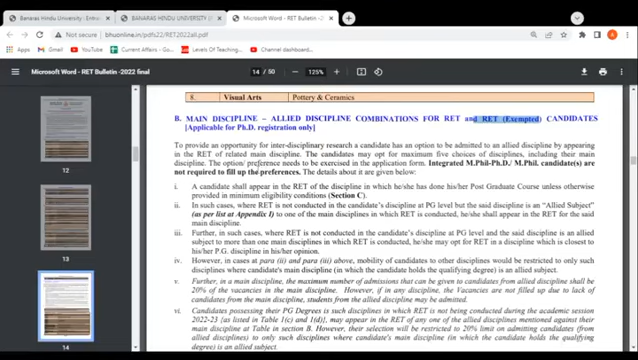 Banaras Hindu University - Entra
BANARAS HINDU UNIVERSITY (
Microsoft Word - RET Bulletin -2
Not secure | bhuonline.in/pdfs22/RET2022all.pdf
Gmail YouTube Current Affairs - Go... Levels Of Teaching... Channel dashboard...
Microsoft Word - RET Bulletin -2022 final
14 / 50
125%
12
13
14
8. Visual Arts Pottery & Ceramics
B. MAIN DISCIPLINE – ALLIED DISCIPLINE COMBINATIONS FOR RET and RET (Exempted) CANDIDATES
[Applicable for Ph.D. registration only]
To provide an opportunity for inter-disciplinary research a candidate has an option to be admitted to an allied discipline by appearing
in the RET of related main discipline. The candidates may opt for maximum five choices of disciplines, including their main
discipline. The option/preference needs to be exercised in the application form. Integrated M.Phil-Ph.D./ M.Phil. candidate(s) are
not required to fill up the preferences. The details about it are given below:
i. A candidate shall appear in the RET of the discipline in which he/she has done his/her Post Graduate Course unless otherwise
provided in minimum eligibility conditions (Section C).
ii. In such cases, where RET is not conducted in the candidate's discipline at PG level but the said discipline is an "Allied Subject"
(as per list at Appendix I) to one of the main disciplines in which RET is conducted, he/she shall appear in the RET for the said
main discipline.
iii. Further, in such cases, where RET is not conducted in the candidate's discipline at PG level and the said discipline is an allied
subject to more than one main disciplines in which RET is conducted, he/she may opt for RET in a discipline which is closest to
his/her P.G. discipline in his/her opinion.
iv. However, in cases at para (ii) and para (iii) above, mobility of candidates to other disciplines would be restricted to only such
disciplines where candidate's main discipline (in which the candidate holds the qualifying degree) is an allied subject.
v. Further, in a main discipline, the maximum number of admissions that can be given to candidates from allied discipline shall be
20% of the vacancies in the main discipline. However, if in any discipline, the Vacancies are not filled up due to lack of
candidates from the main discipline, students from the allied discipline may be admitted.
vi. Candidates possessing their PG Degrees is such disciplines in which RET is not being conducted during the academic session
2022-23 (as listed in Table 1(c) and 1(d)), may appear in the RET of any one of the allied disciplines mentioned against their
main discipline at Table in section B. However, their selection will be restricted to 20% limit on admitting candidates from
allied disciplines to only such disciplines where candidate's main discipline (in which the candidate holds the qualifying
degree) is an allied subject.